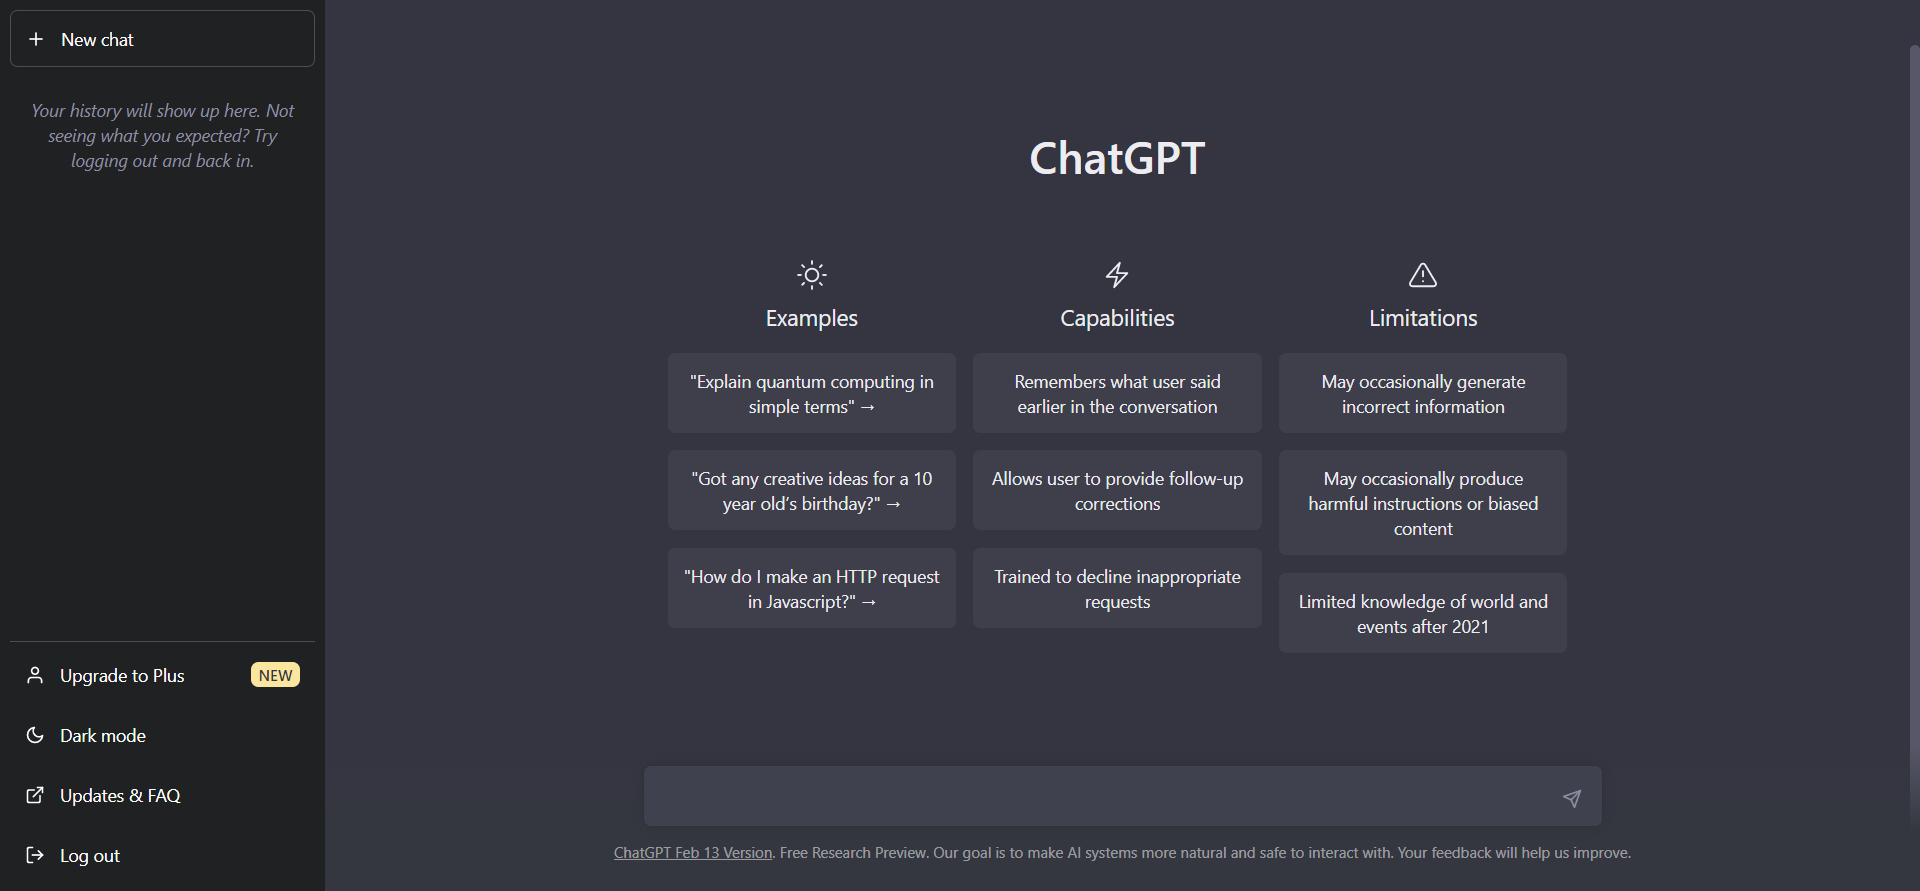 New chat
Your history will show up here. Not
seeing what you expected? Try
logging out and back in.
Upgrade to Plus
NEW
Dark mode
Updates & FAQ
Log out
ChatGPT
Examples
"Explain quantum computing in
simple terms" →
"Got any creative ideas for a 10
year old’s birthday?" →
"How do I make an HTTP request
in Javascript?" →
Capabilities
Remembers what user said
earlier in the conversation
Allows user to provide follow-up
corrections
Trained to decline inappropriate
requests
Limitations
May occasionally generate
incorrect information
May occasionally produce
harmful instructions or biased
content
Limited knowledge of world and
events after 2021
ChatGPT Feb 13 Version. Free Research Preview. Our goal is to make AI systems more natural and safe to interact with. Your feedback will help us improve.